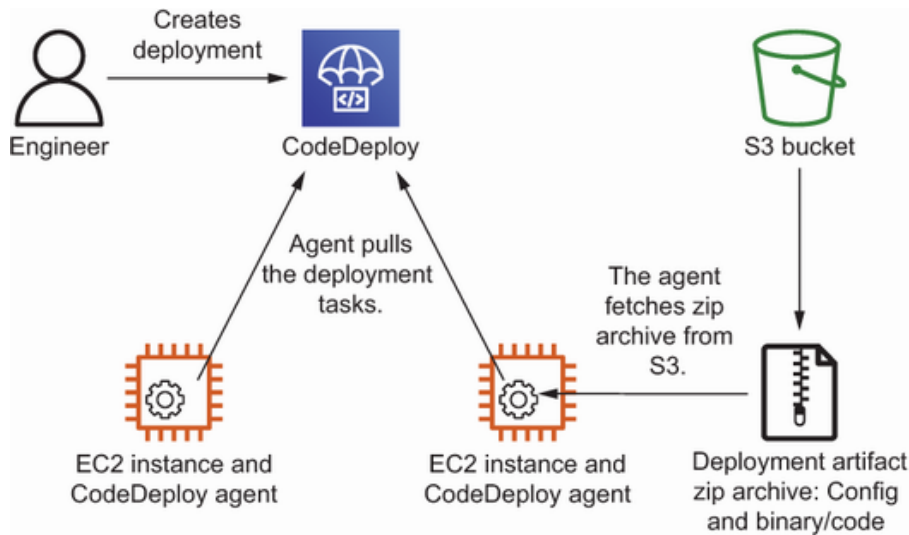 Creates
deployment
Engineer
</>
CodeDeploy
S3 bucket
Agent pulls
the deployment
tasks.
The agent
fetches zip
archive from
S3.
EC2 instance and
CodeDeploy agent
EC2 instance and
CodeDeploy agent
Deployment artifact
zip archive: Config
and binary/code